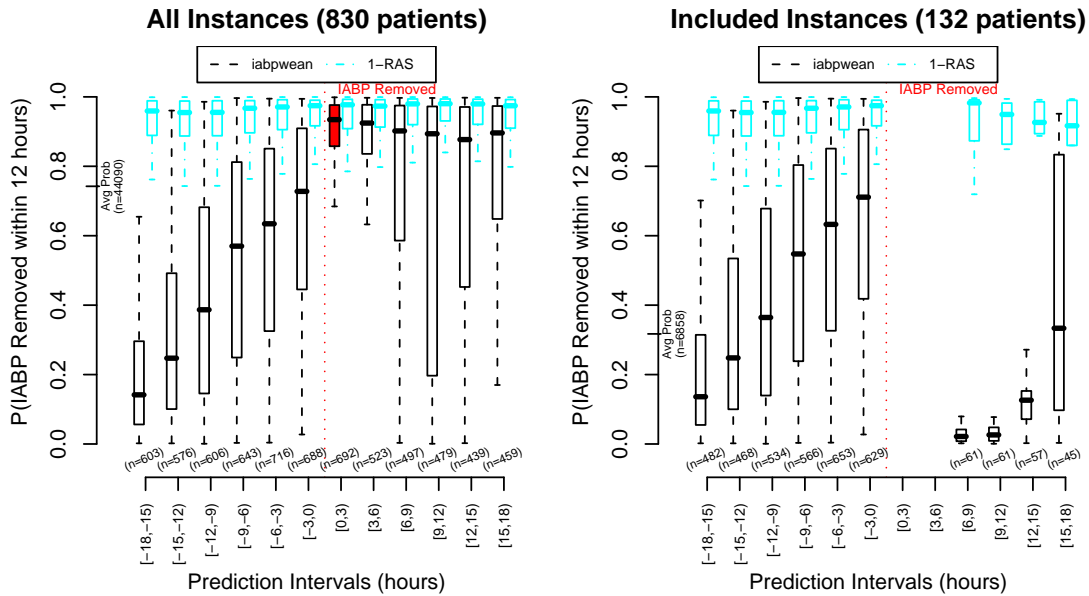 All Instances (830 patients)
iabpwean 1−RAS
IABP Removed
P(IABP Removed within 12 hours)
0.0 0.2 0.4 0.6 0.8 1.0
Avg Prob
(n=44090)
(n=603) (n=576) (n=606) (n=643) (n=716) (n=688) (n=692) (n=523) (n=497) (n=479) (n=439) (n=459)
[−18,−15) [−15,−12) [−12,−9) [−9,−6) [−6,−3) [−3,0) [0,3) [3,6) [6,9) [9,12) [12,15) [15,18)
Prediction Intervals (hours)
Included Instances (132 patients)
iabpwean 1−RAS
IABP Removed
P(IABP Removed within 12 hours)
0.0 0.2 0.4 0.6 0.8 1.0
Avg Prob
(n=6858)
(n=482) (n=468) (n=534) (n=566) (n=653) (n=629) (n=61) (n=61) (n=57) (n=45)
[−18,−15) [−15,−12) [−12,−9) [−9,−6) [−6,−3) [−3,0) [0,3) [3,6) [6,9) [9,12) [12,15) [15,18)
Prediction Intervals (hours)